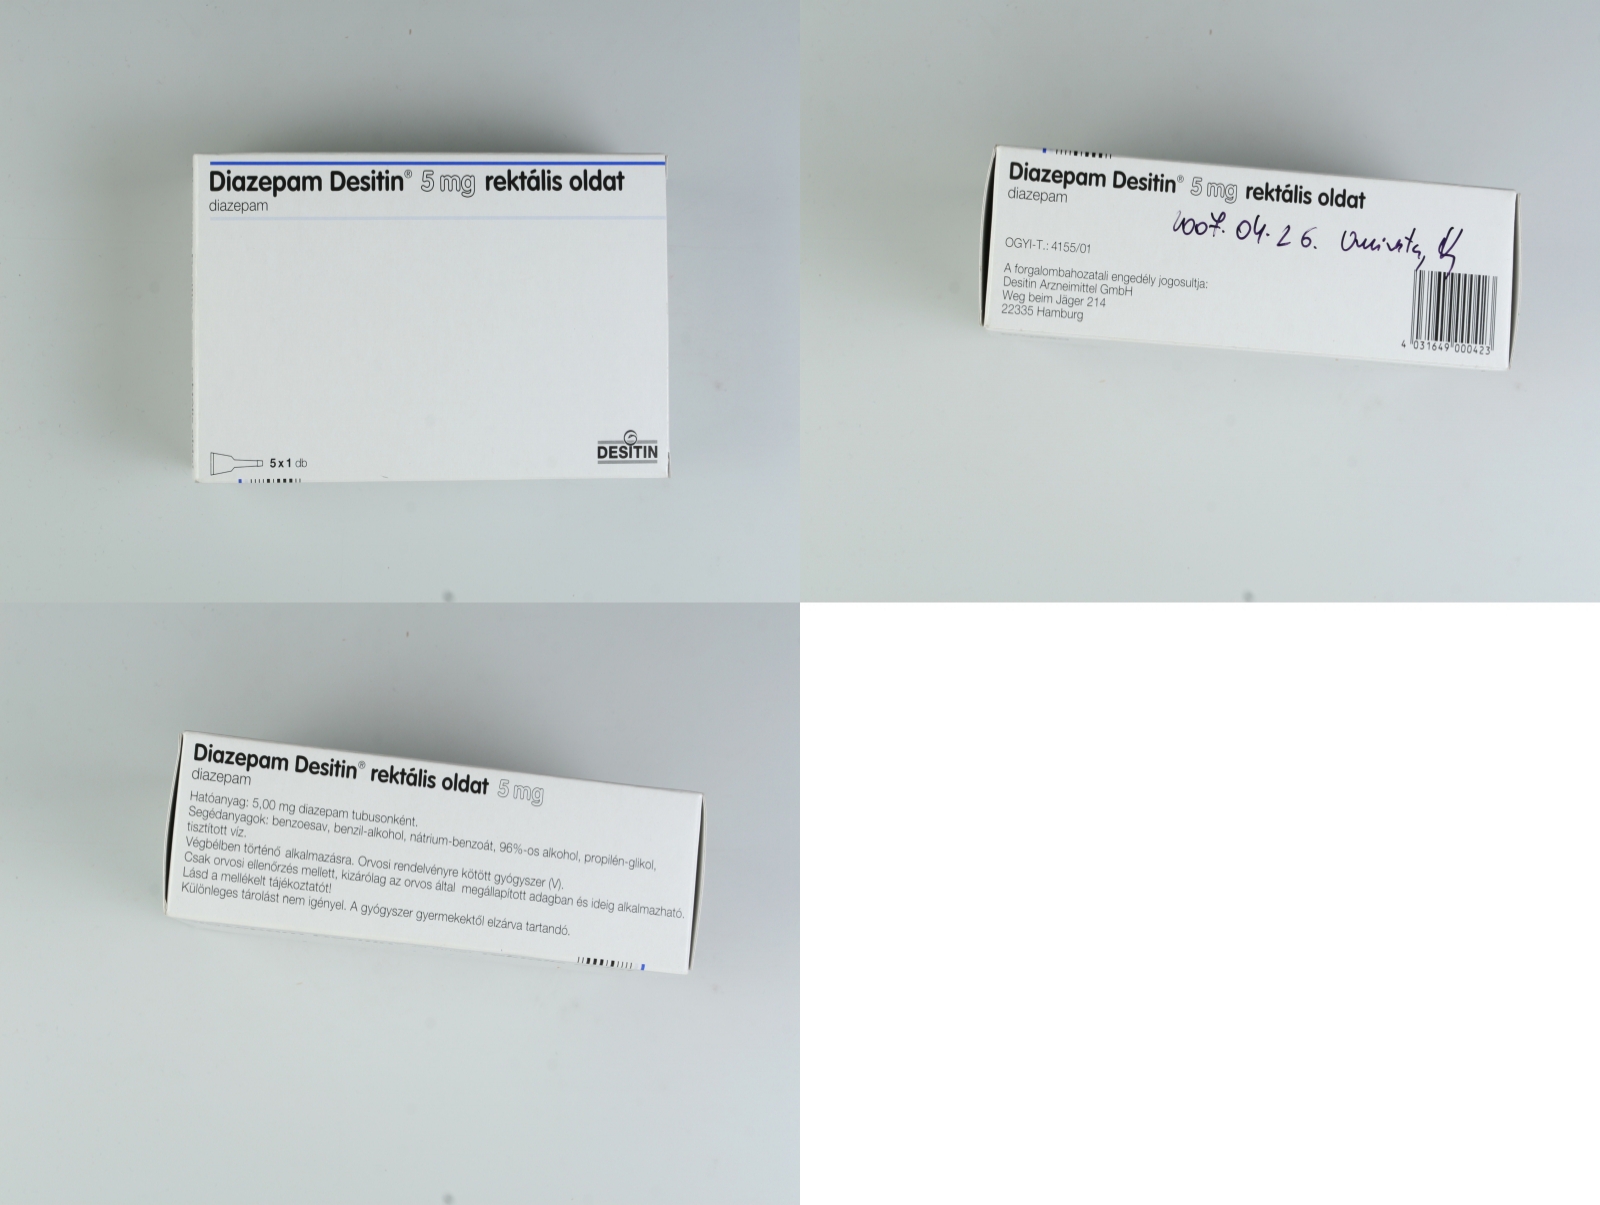 Diazepam Desitin® 5 mg rektális oldat
diazepam
5 x 1 db
DESITIN
Diazepam Desitin® 5 mg rektális oldat
diazepam
2007. 04. 26.
OGYI-T.: 4155/01
A forgalombahozatali engedély jogosultja:
Desitin Arzneimittel GmbH
Weg beim Jäger 214
22335 Hamburg
4 031649 000423
Diazepam Desitin® rektális oldat 5 mg
diazepam
Hatóanyag: 5,00 mg diazepam tubusonként.
Segédanyagok: benzoesav, benzil-alkohol, nátrium-benzoát, 96%-os alkohol, propilén-glikol,
tisztított víz.
Végbélben történő alkalmazásra. Orvosi rendelvényre kötött gyógyszer (V).
Csak orvosi ellenőrzés mellett, kizárólag az orvos által megállapított adagban és ideig alkalmazható.
Lásd a mellékelt tájékoztatót!
Különleges tárolást nem igényel. A gyógyszer gyermekektől elzárva tartandó.